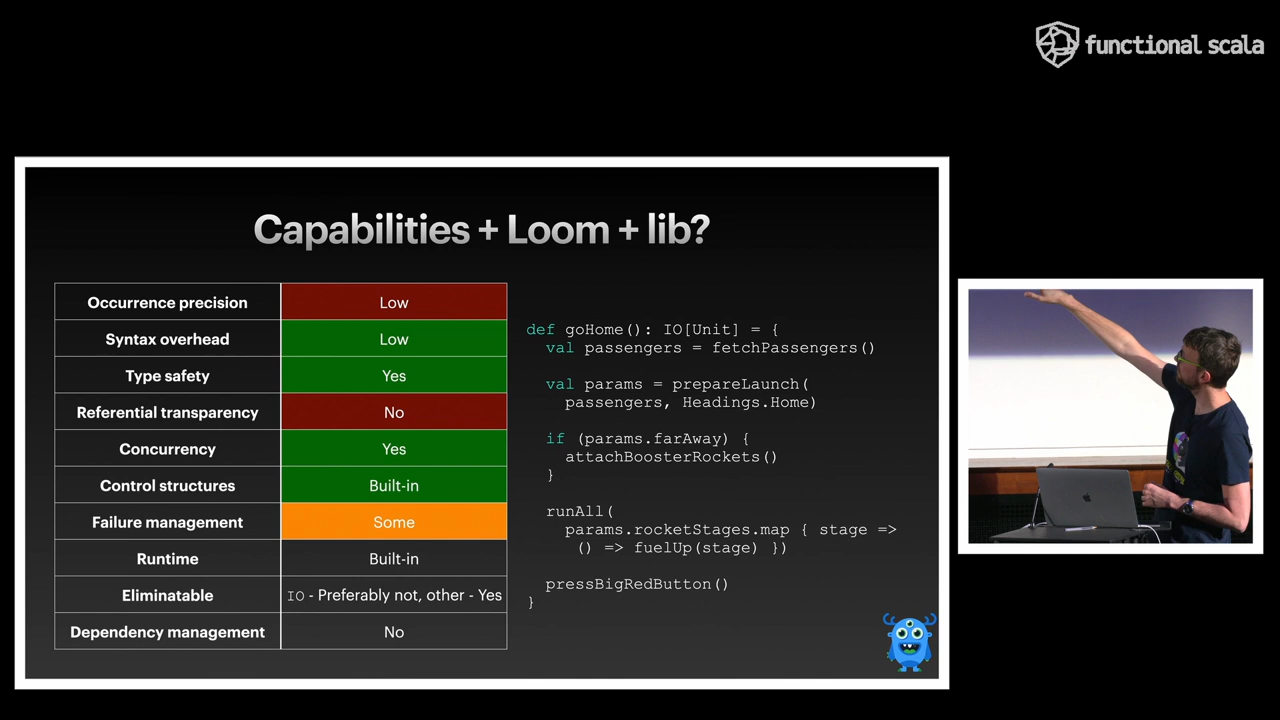 functional scala
Capabilities + Loom + lib?
Occurrence precision Low
Syntax overhead Low
Type safety Yes
Referential transparency No
Concurrency Yes
Control structures Built-in
Failure management Some
Runtime Built-in
Eliminatable IO - Preferably not, other - Yes
Dependency management No
def goHome(): IO[Unit] = {
val passengers = fetchPassengers()
val params = prepareLaunch(
passengers, Headings.Home)
if (params.farAway) {
attachBoosterRockets()
}
runAll(
params.rocketStages.map { stage =>
() => fuelUp(stage) })
pressBigRedButton()
}